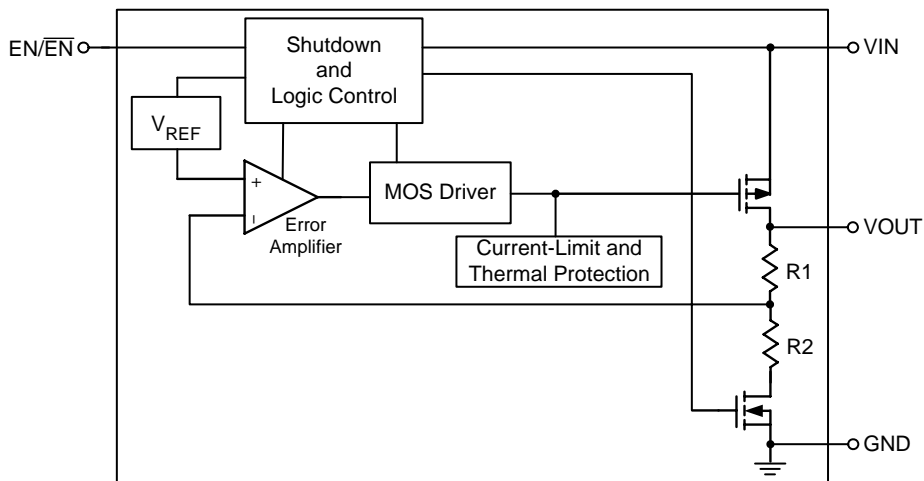 EN/EN
Shutdown
and
Logic Control
VIN
VREF
+
−
Error
Amplifier
MOS Driver
Current-Limit and
Thermal Protection
VOUT
R1
R2
GND